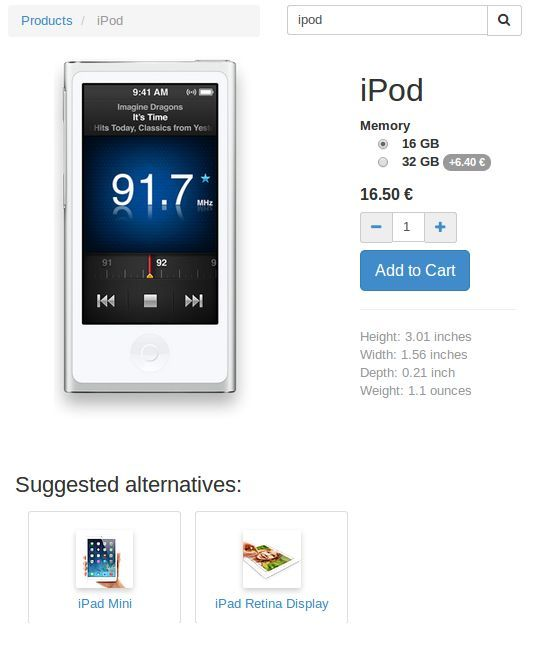 Products / iPod
ipod
9:41 AM
Imagine Dragons
It's Time
Hits Today, Classics from Yest
91.7
MHz
91 92 9
iPod
Memory
16 GB
32 GB +6.40 €
16.50 €
1
Add to Cart
Height: 3.01 inches
Width: 1.56 inches
Depth: 0.21 inch
Weight: 1.1 ounces
Suggested alternatives:
iPad Mini
iPad Retina Display